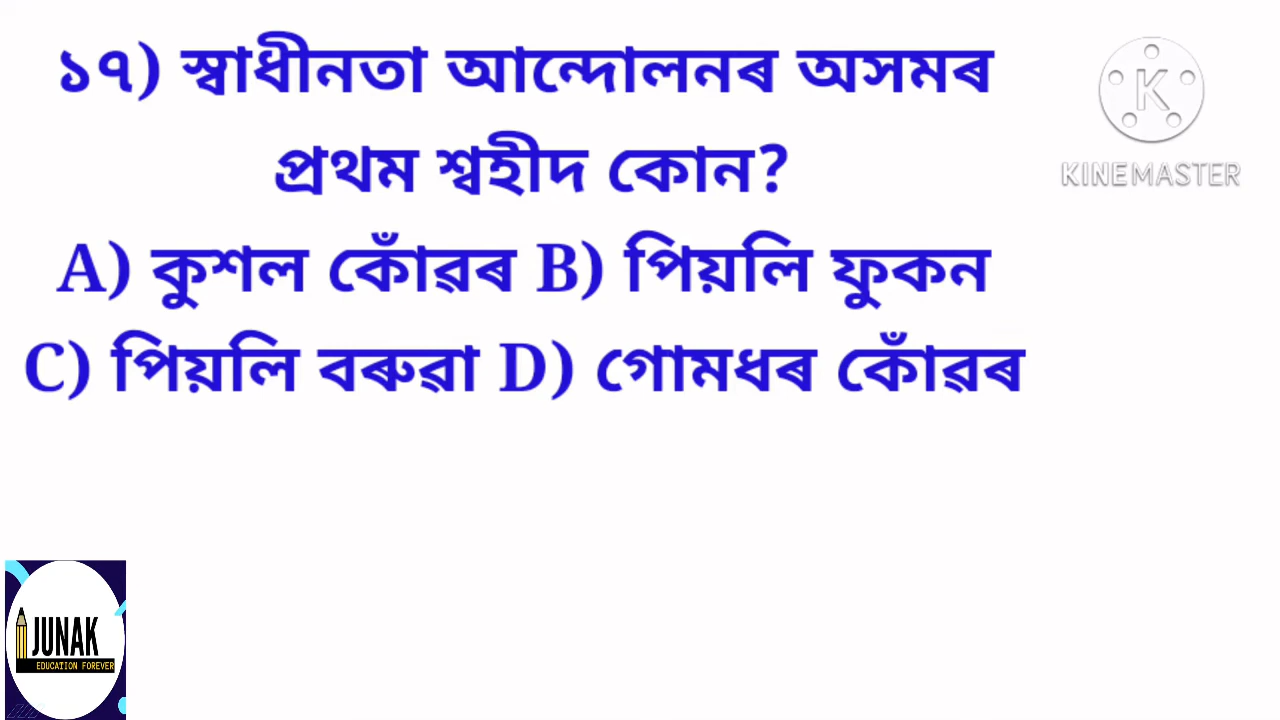 ১৭) স্বাধীনতা আন্দোলনৰ অসমৰ
প্ৰথম শ্বহীদ কোন?
A) কুশল কোঁৱৰ B) পিয়লি ফুকন
C) পিয়লি বৰুৱা D) গোমধৰ কোঁৱৰ
K
KINEMASTER
JUNAK
EDUCATION FOREVER